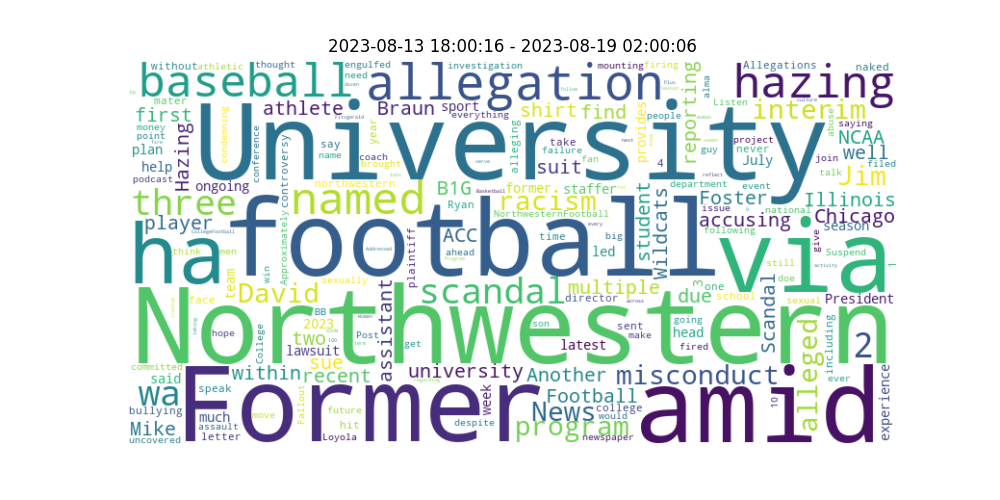 2023-08-13 18:00:16 - 2023-08-19 02:00:06
without athletic thought engulfed investigation mounting firing Allegations naked
baseball allegation hazing
need everything alma
mater athlete Braun sport shirt find reporting Listen interim
first University
money condemning say name failure fan people saying
point conference year take provides guy project abuse NCAA
plan Hazing coach alleging suit 4 never join filed well
help brought July talk Jim
podcast ongoing controversy northwestern B1G former staffer department event
three named racism Foster Illinois
Ryan NorthwesternFootball student Wildcats issue national Chicago
player football ACC time big accusing season
CollegeFootball ahead led following give
think men Approximately plaintiff still Suspend
ha win sexually via
team David scandal multiple 3 one doe activity 1
face director due school sexual President
Northwestern
hope 2023 BB Post son sent going
College two assistant get latest make head Scandal 2
committed lawsuit fired
said within recent sue university Another misconduct alleged including ever
wa speak Former Football amid experience
bullying much move future week News college 10
Mike assault Fallout hit despite program would
uncovered letter Loyola newspaper